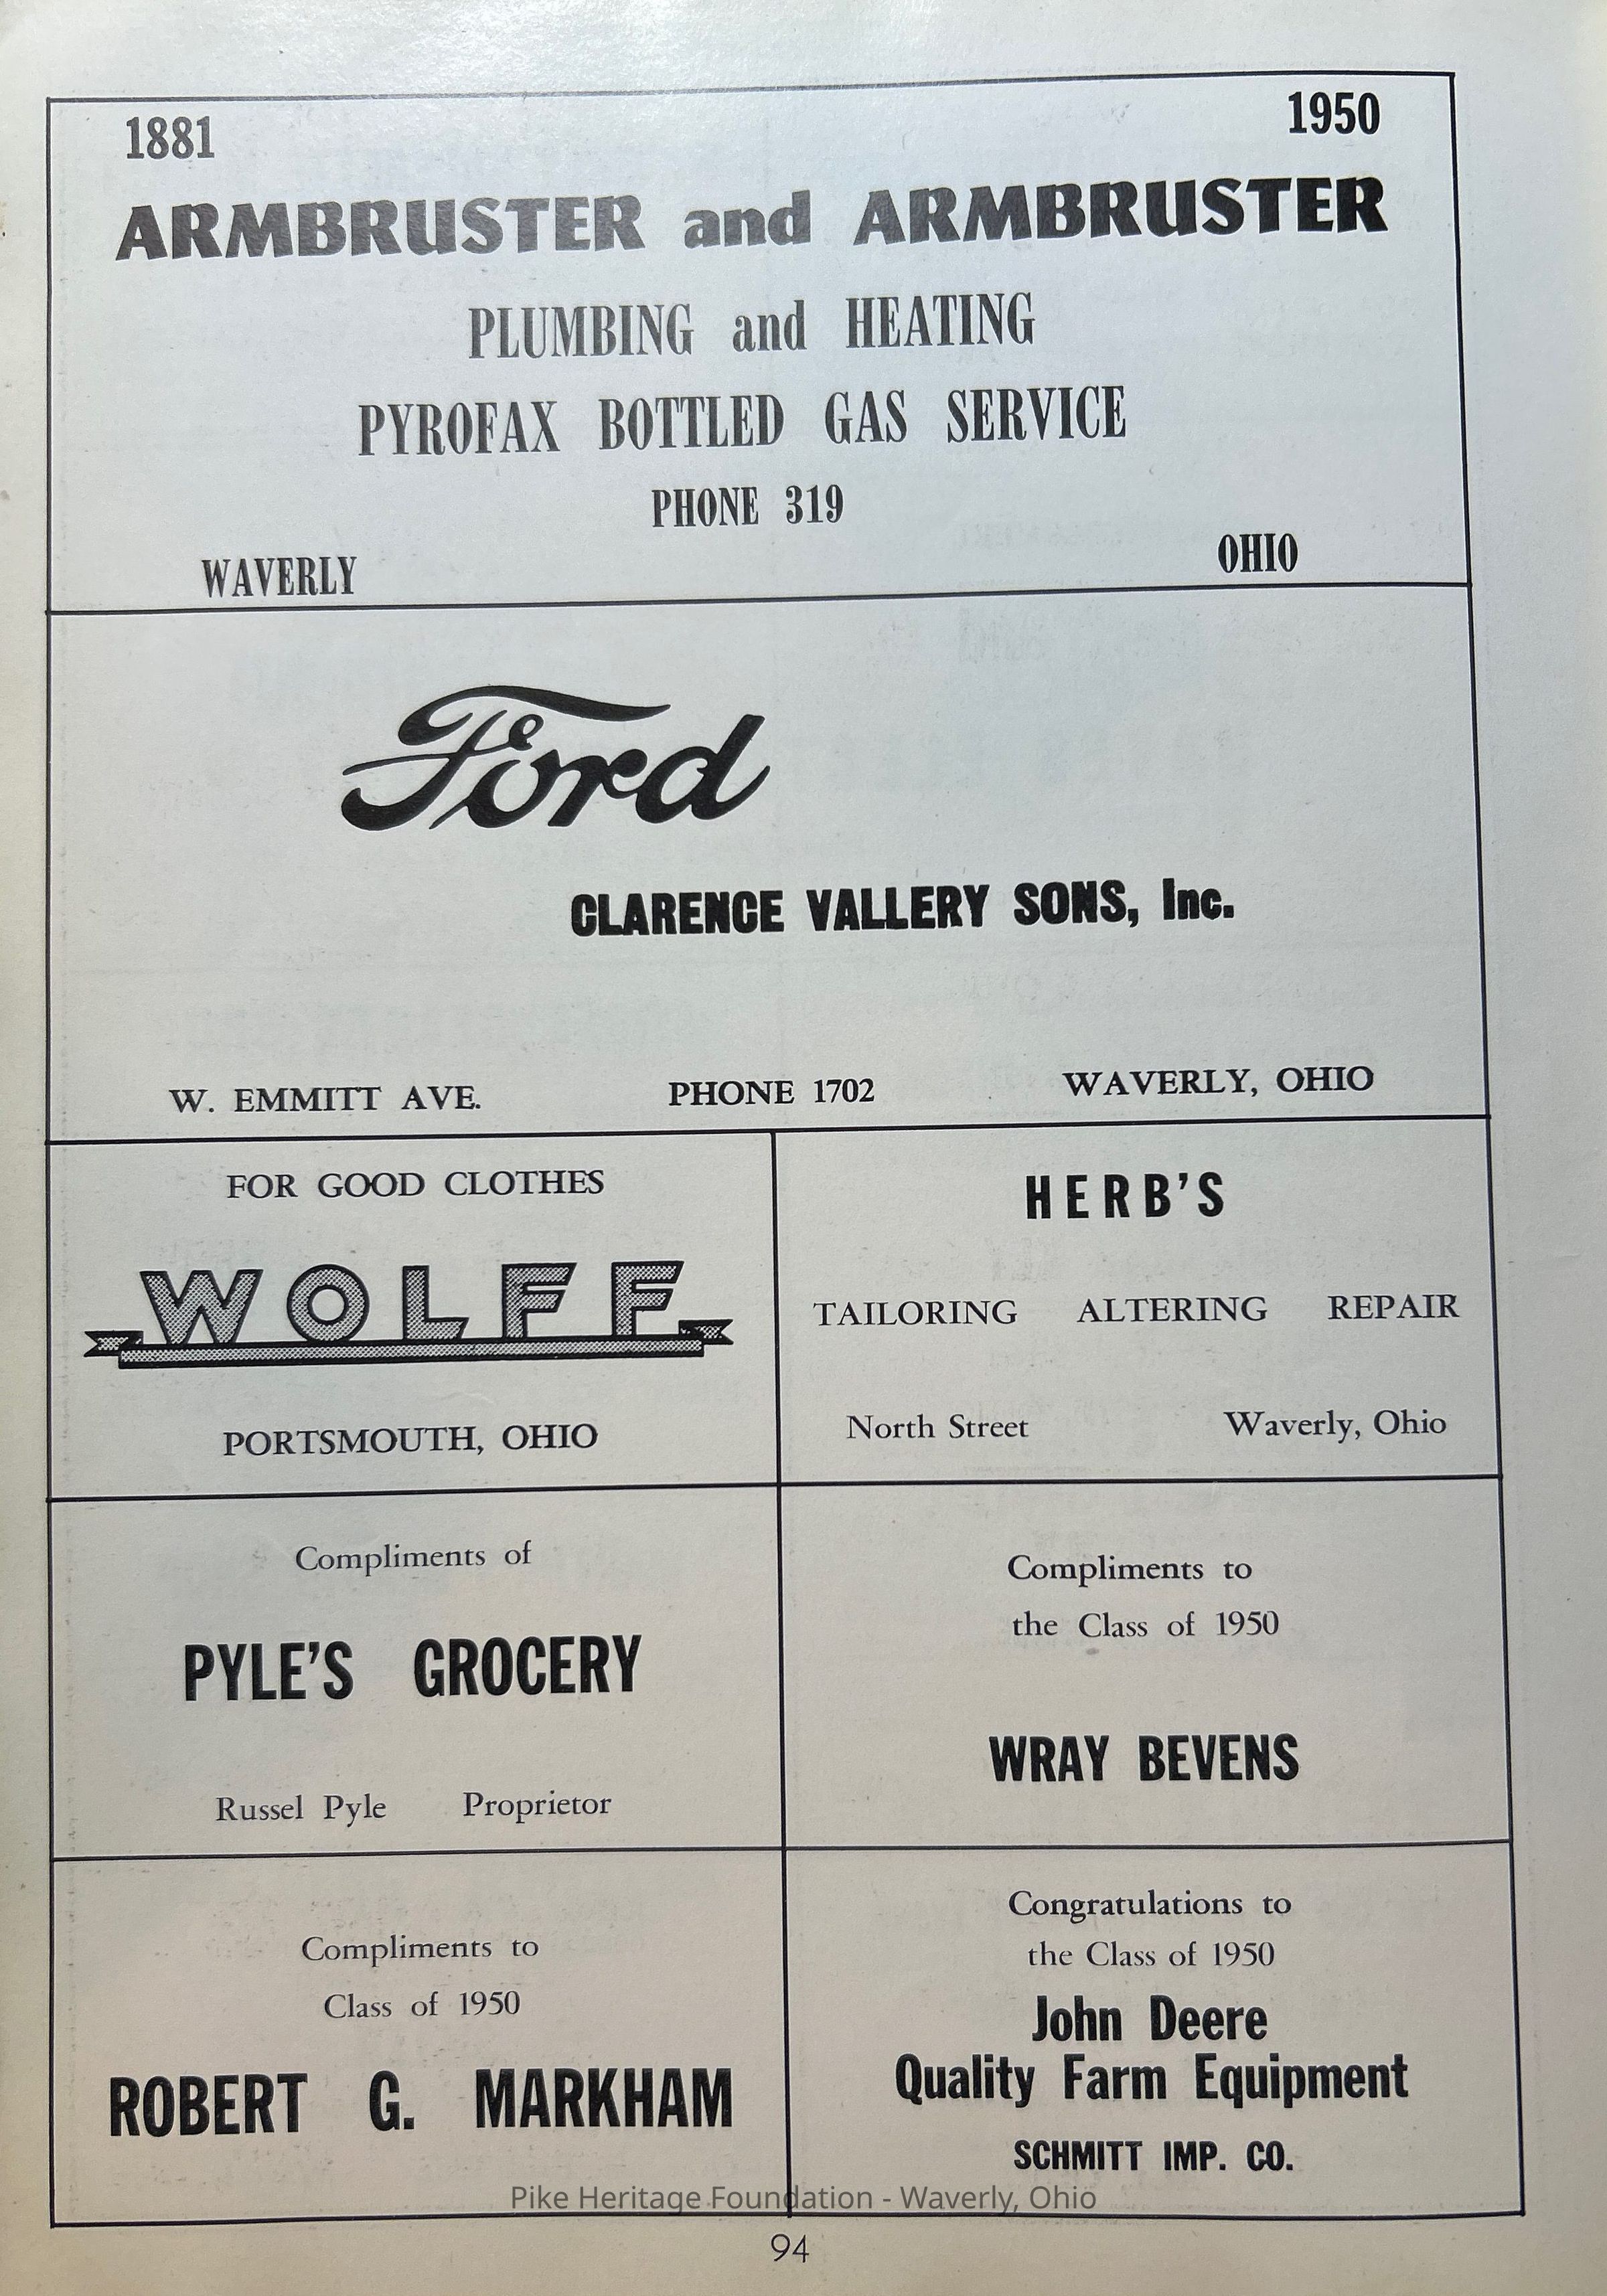 1881 1950
ARMBRUSTER and ARMBRUSTER
PLUMBING and HEATING
PYROFAX BOTTLED GAS SERVICE
PHONE 319
WAVERLY OHIO
Ford
CLARENCE VALLERY SONS, Inc.
W. EMMITT AVE. PHONE 1702 WAVERLY, OHIO
FOR GOOD CLOTHES
WOLFF
PORTSMOUTH, OHIO
HERB'S
TAILORING ALTERING REPAIR
North Street Waverly, Ohio
Compliments of
PYLE'S GROCERY
Russel Pyle Proprietor
Compliments to
the Class of 1950
WRAY BEVENS
Compliments to
Class of 1950
ROBERT G. MARKHAM
Congratulations to
the Class of 1950
John Deere
Quality Farm Equipment
SCHMITT IMP. CO.
Pike Heritage Foundation - Waverly, Ohio
94